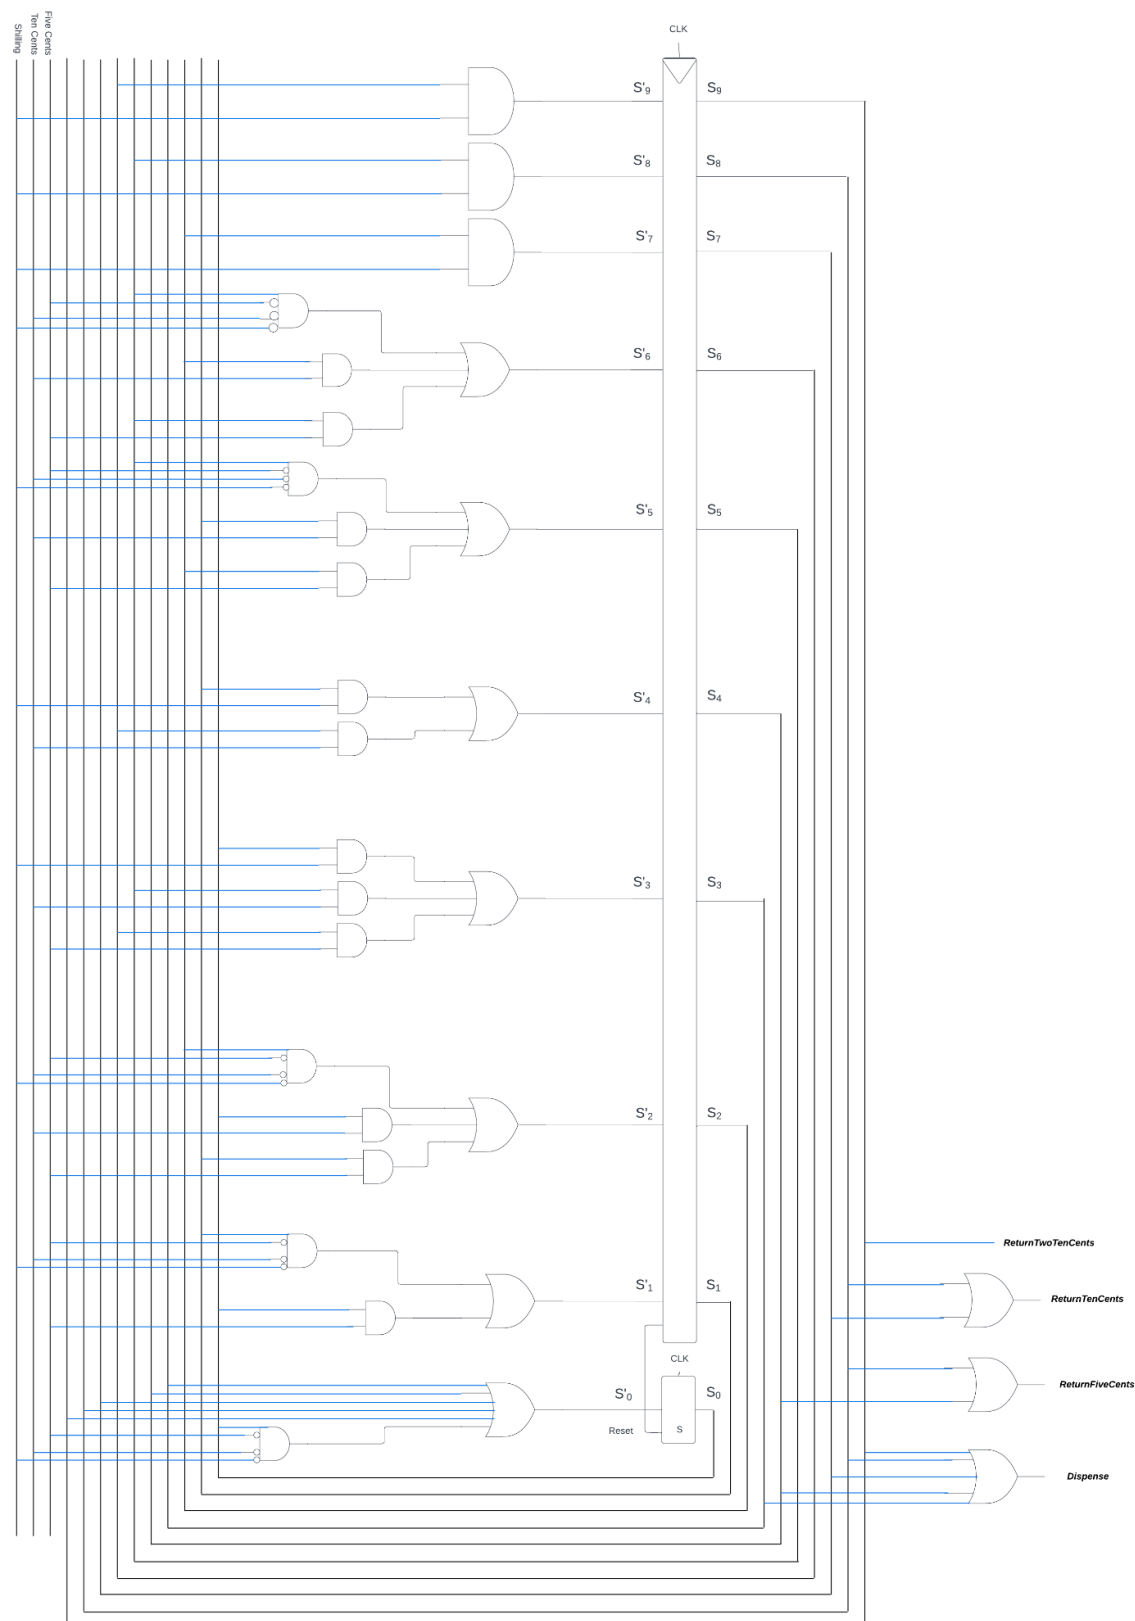 Shilling
Ten Cents
Five Cents
CLK
S'9 S9
S'8 S8
S'7 S7
S'6 S6
S'5 S5
S'4 S4
S'3 S3
S'2 S2
ReturnTwoTenCents
S'1 S1
ReturnTenCents
CLK
ReturnFiveCents
S'0 S0
Reset S
Dispense